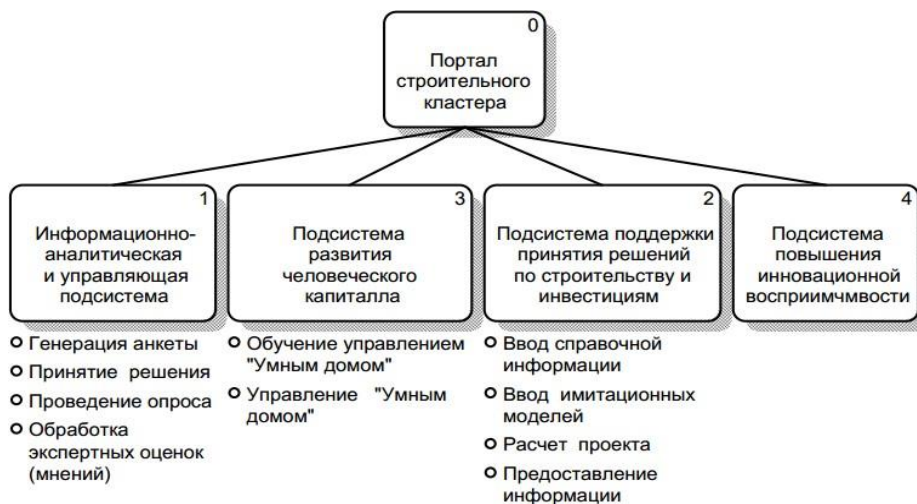 0
Портал
строительного
кластера
1
Информационно-
аналитическая
и управляющая
подсистема
Генерация анкеты
Принятие решения
Проведение опроса
Обработка
экспертных оценок
(мнений)
3
Подсистема
развития
человеческого
капиталла
Обучение управлением
"Умным домом"
Управление "Умным
домом"
2
Подсистема поддержки
принятия решений
по строительству и
инвестициям
Ввод справочной
информации
Ввод имитационных
моделей
Расчет проекта
Предоставление
информации
4
Подсистема
повышения
инновационной
восприимчмвости